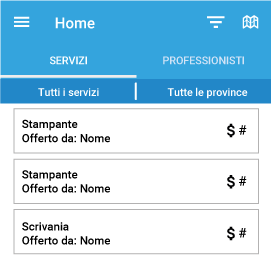 Home
SERVIZI PROFESSIONISTI
Tutti i servizi Tutte le province
Stampante
Offerto da: Nome
$ #
Stampante
Offerto da: Nome
$ #
Scrivania
Offerto da: Nome
$ #